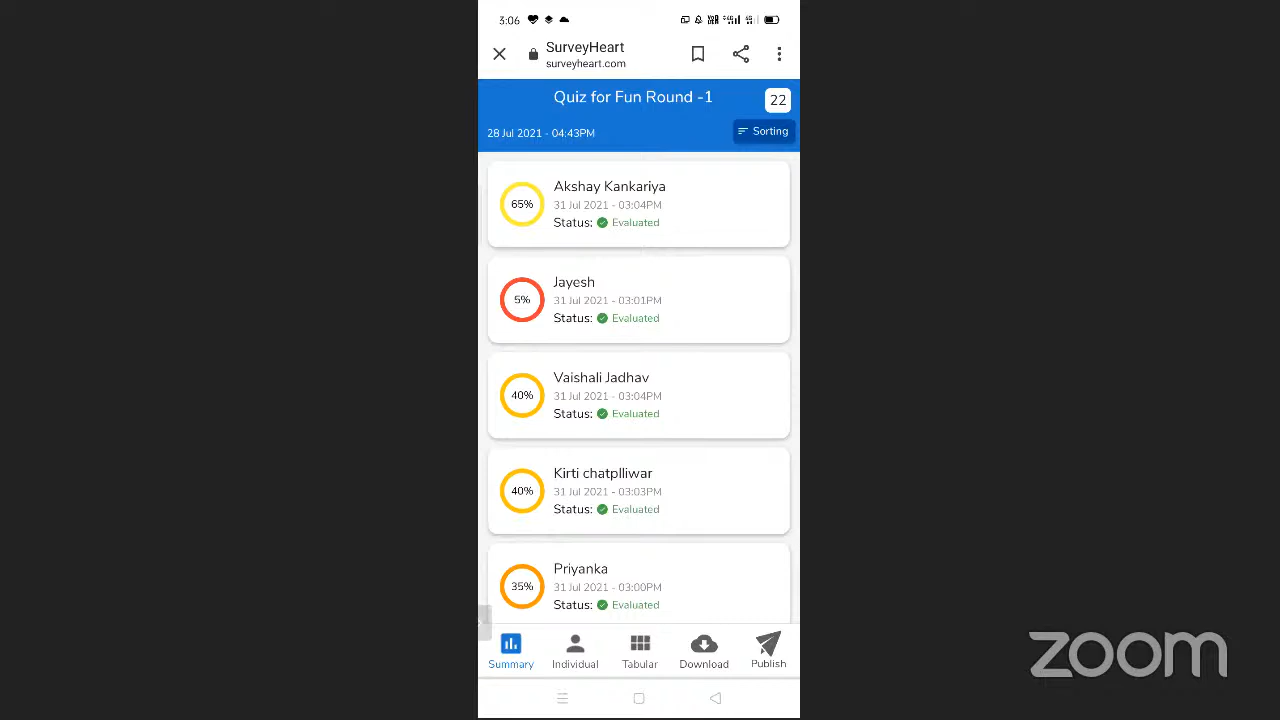 3:06
SurveyHeart
surveyheart.com
Quiz for Fun Round -1
22
28 Jul 2021 - 04:43PM
Sorting
65%
Akshay Kankariya
31 Jul 2021 - 03:04PM
Status: Evaluated
5%
Jayesh
31 Jul 2021 - 03:01PM
Status: Evaluated
40%
Vaishali Jadhav
31 Jul 2021 - 03:04PM
Status: Evaluated
40%
Kirti chatplliwar
31 Jul 2021 - 03:03PM
Status: Evaluated
35%
Priyanka
31 Jul 2021 - 03:00PM
Status: Evaluated
Summary Individual Tabular Download Publish
zoom